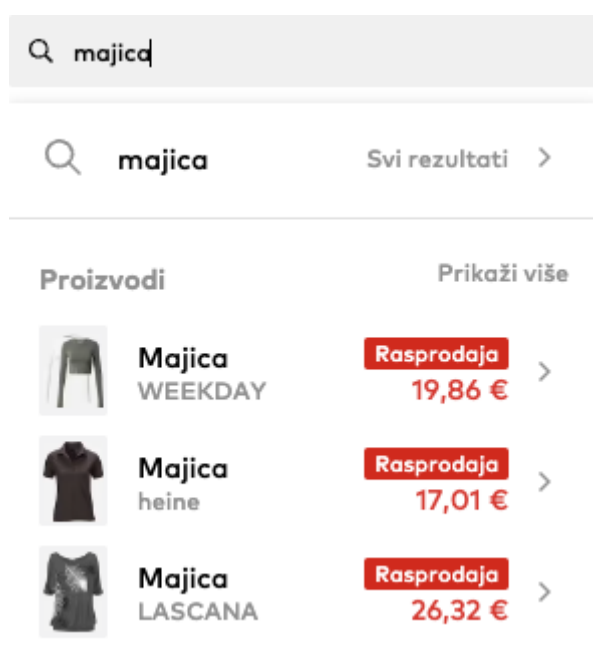 majica
majica Svi rezultati
Proizvodi Prikaži više
Majica Rasprodaja
WEEKDAY 19,86 €
Majica Rasprodaja
heine 17,01 €
Majica Rasprodaja
LASCANA 26,32 €